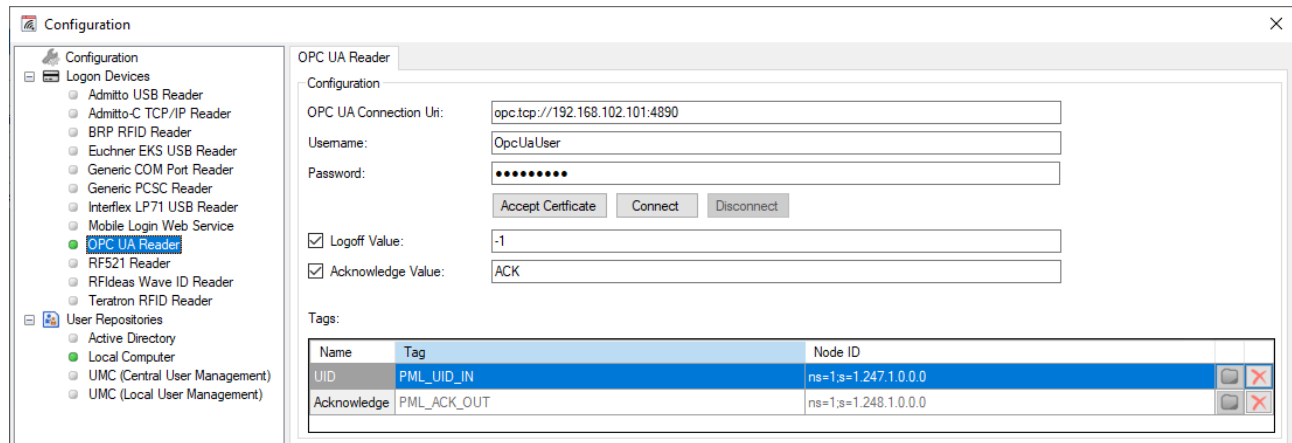 Configuration
Configuration
Logon Devices
Admitto USB Reader
Admitto-C TCP/IP Reader
BRP RFID Reader
Euchner EKS USB Reader
Generic COM Port Reader
Generic PCSC Reader
Interflex LP71 USB Reader
Mobile Login Web Service
OPC UA Reader
RF521 Reader
RFIdeas Wave ID Reader
Teratron RFID Reader
User Repositories
Active Directory
Local Computer
UMC (Central User Management)
UMC (Local User Management)
OPC UA Reader
Configuration
OPC UA Connection Uri: opc.tcp://192.168.102.101:4890
Username: OpcUaUser
Password: ●●●●●●●●●
Accept Certficate Connect Disconnect
Logoff Value: -1
Acknowledge Value: ACK
Tags:
Name Tag Node ID
UID PML_UID_IN ns=1;s=1.247.1.0.0.0
Acknowledge PML_ACK_OUT ns=1;s=1.248.1.0.0.0